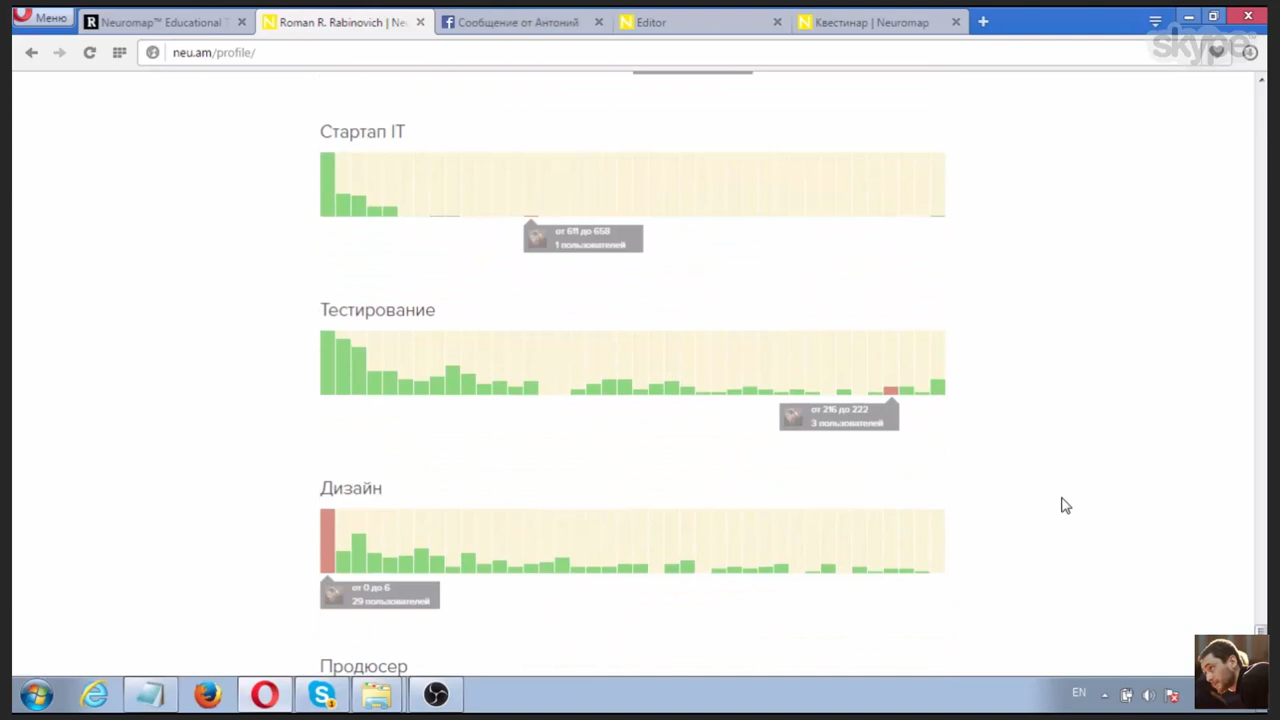 Меню
Neuromap™ Educational T
Roman R. Rabinovich | Ne
Сообщение от Антоний
Editor
Квестинар | Neuromap
neu.am/profile/
skype
Стартап IT
от 611 до 658
1 пользователей
Тестирование
от 216 до 222
3 пользователей
Дизайн
от 0 до 6
29 пользователей
Продюсер
EN